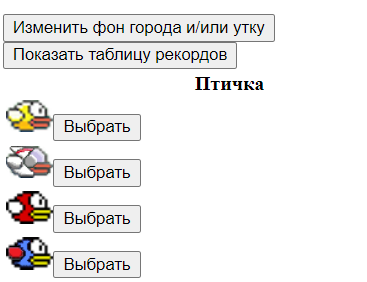 Изменить фон города и/или утку
Показать таблицу рекордов
Птичка
Выбрать
Выбрать
Выбрать
Выбрать